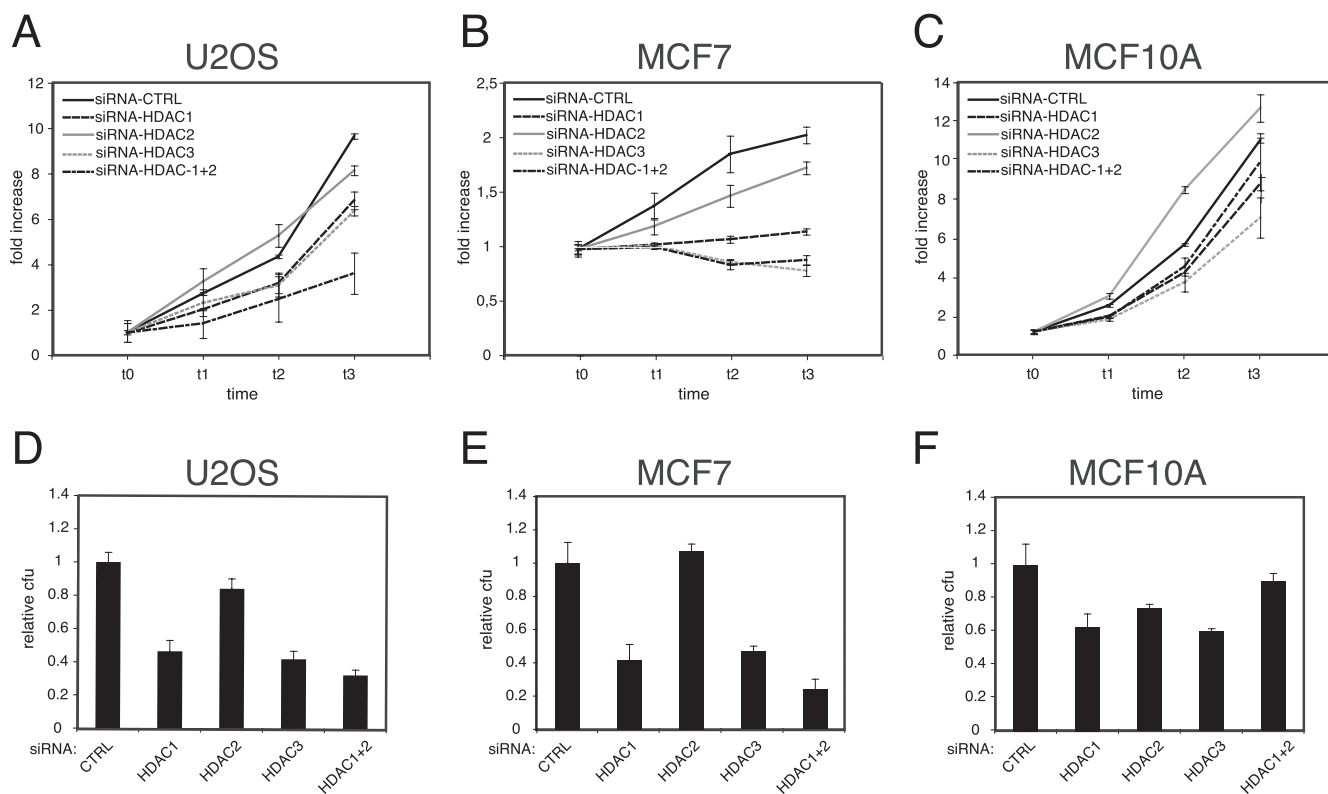 A
U2OS
fold increase
12
10
8
6
4
2
0
siRNA-CTRL
siRNA-HDAC1
siRNA-HDAC2
siRNA-HDAC3
siRNA-HDAC-1+2
t0 t1 t2 t3
time
B
MCF7
fold increase
2,5
2
1,5
1
0,5
0
siRNA-CTRL
siRNA-HDAC1
siRNA-HDAC2
siRNA-HDAC3
siRNA-HDAC-1+2
t0 t1 t2 t3
time
C
MCF10A
fold increase
14
12
10
8
6
4
2
0
siRNA-CTRL
siRNA-HDAC1
siRNA-HDAC2
siRNA-HDAC3
siRNA-HDAC-1+2
t0 t1 t2 t3
time
D
U2OS
relative cfu
1.4
1.2
1
0.8
0.6
0.4
0.2
0
siRNA: CTRL HDAC1 HDAC2 HDAC3 HDAC1+2
E
MCF7
relative cfu
1.4
1.2
1
0.8
0.6
0.4
0.2
0
siRNA: CTRL HDAC1 HDAC2 HDAC3 HDAC1+2
F
MCF10A
relative cfu
1.4
1.2
1
0.8
0.6
0.4
0.2
0
siRNA: CTRL HDAC1 HDAC2 HDAC3 HDAC1+2